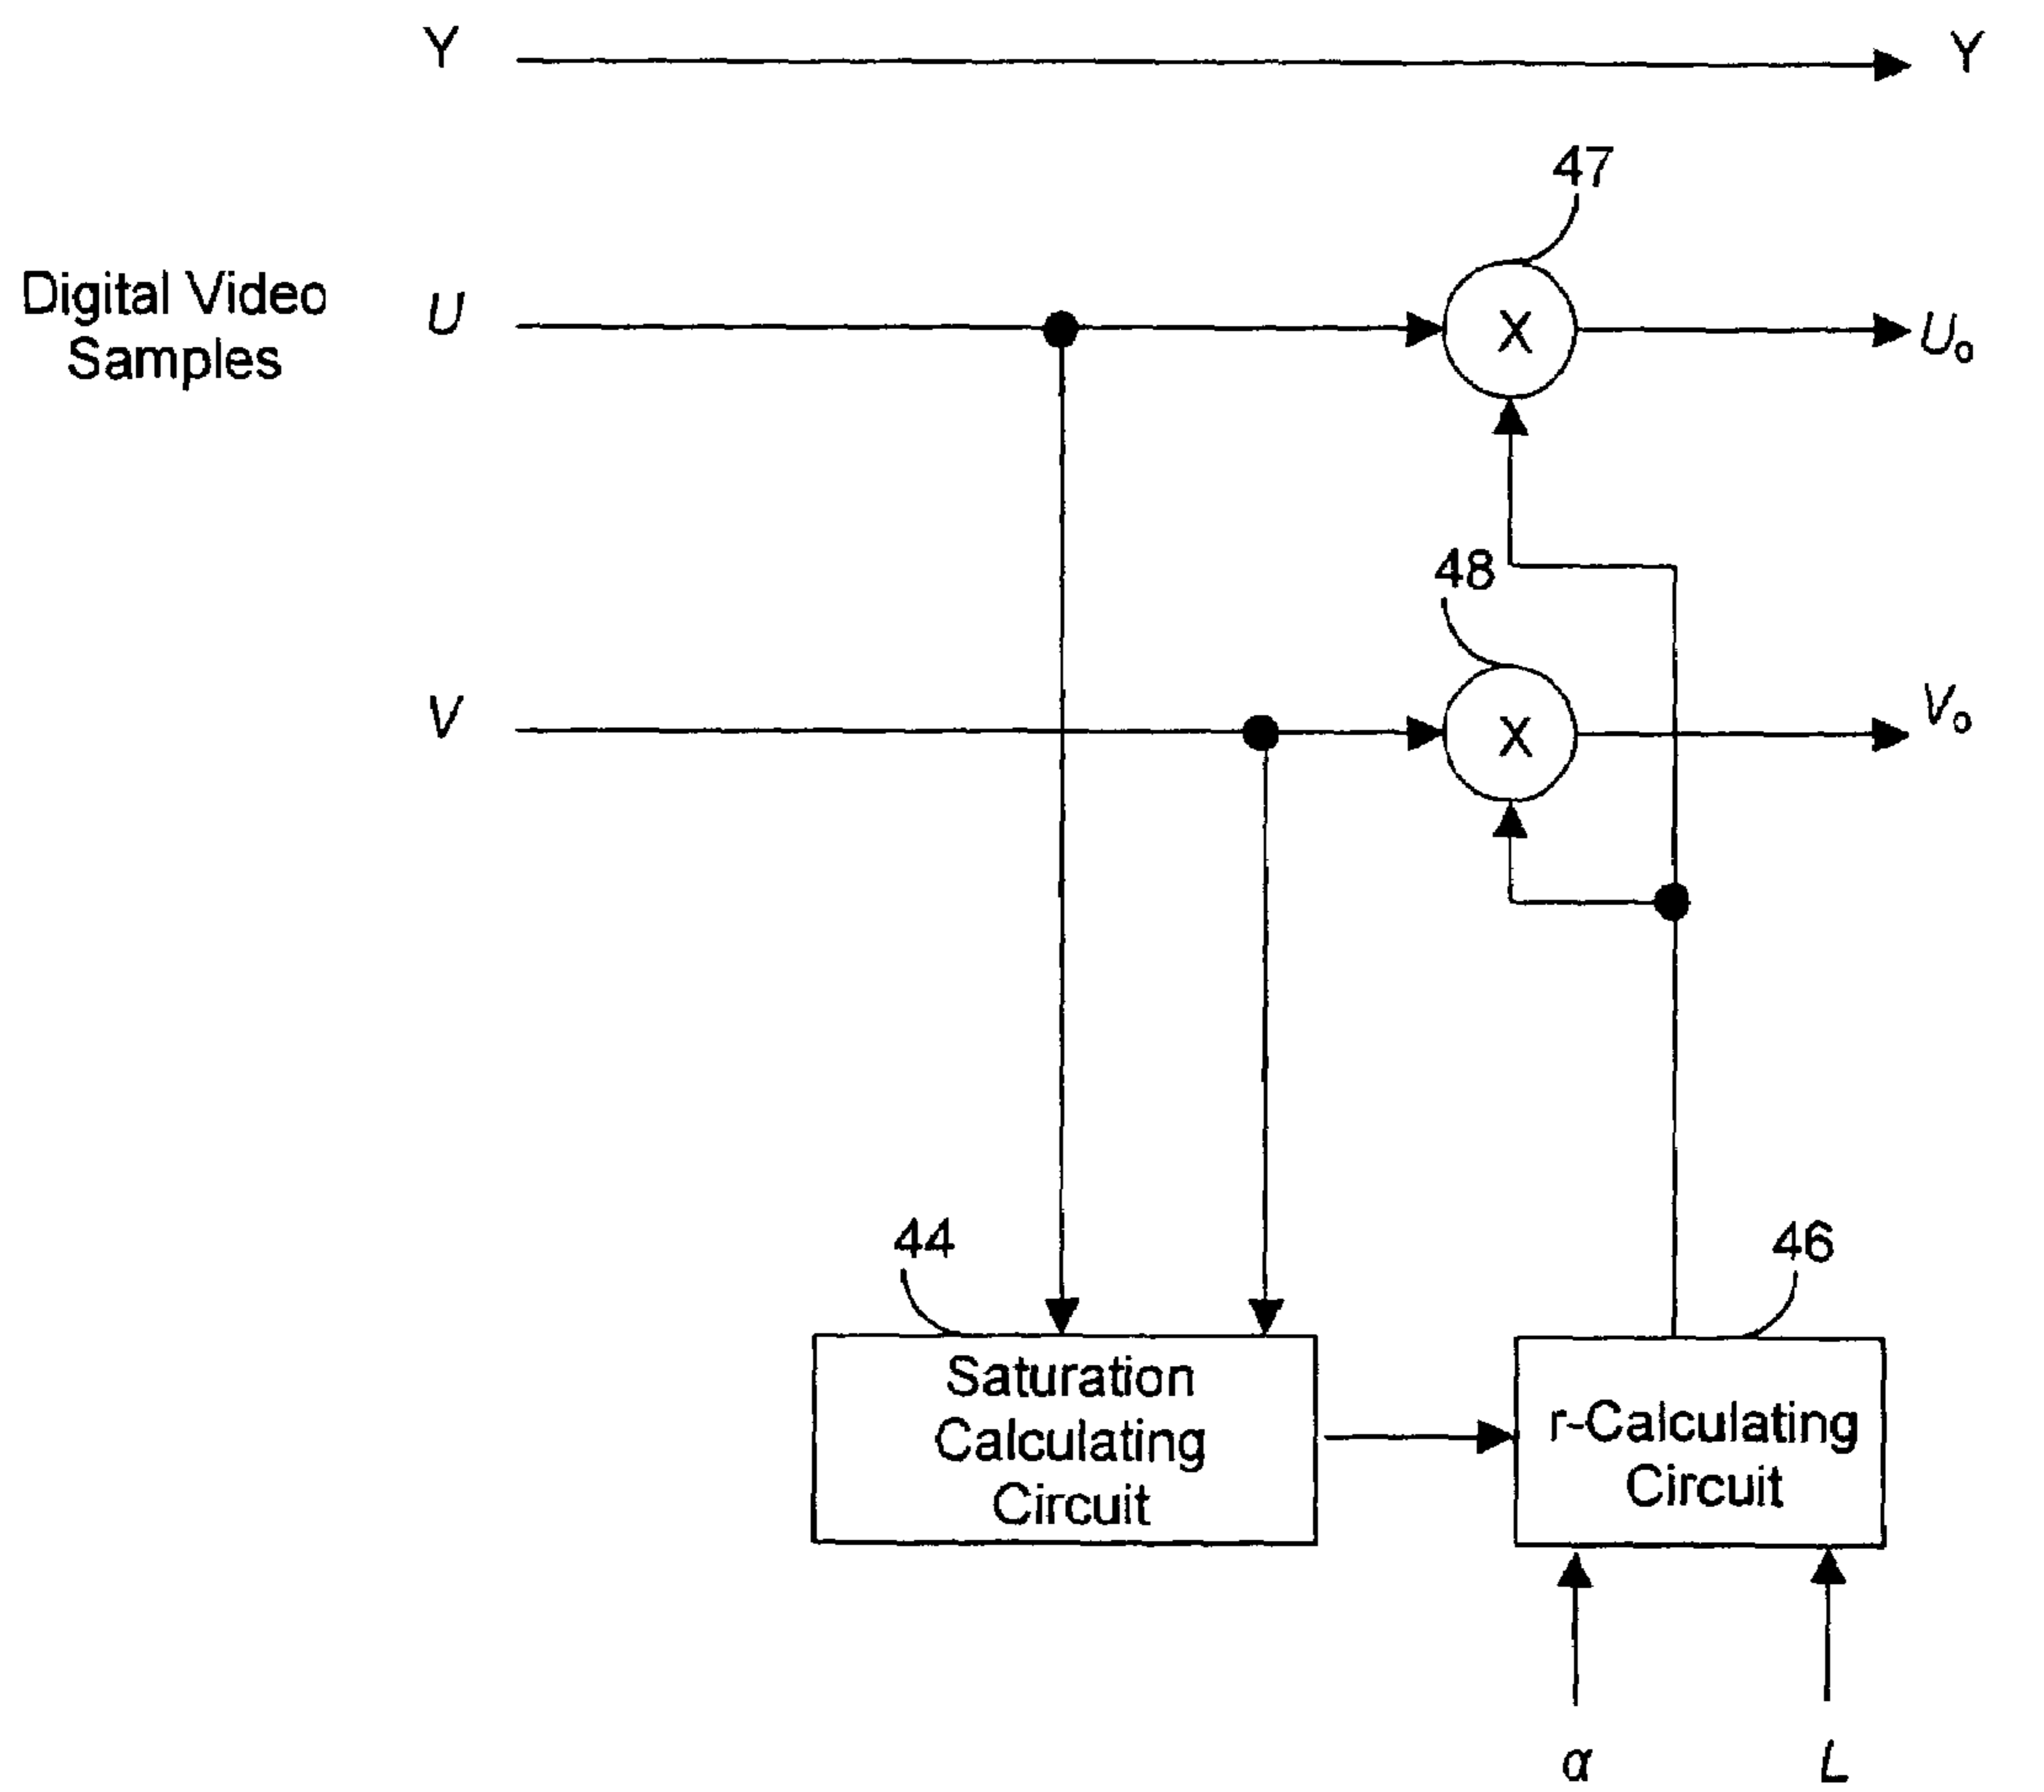 Y
Y
47
Digital Video
Samples
U
X
Uo
48
V
X
Vo
44
46
Saturation
Calculating
Circuit
r-Calculating
Circuit
α
L